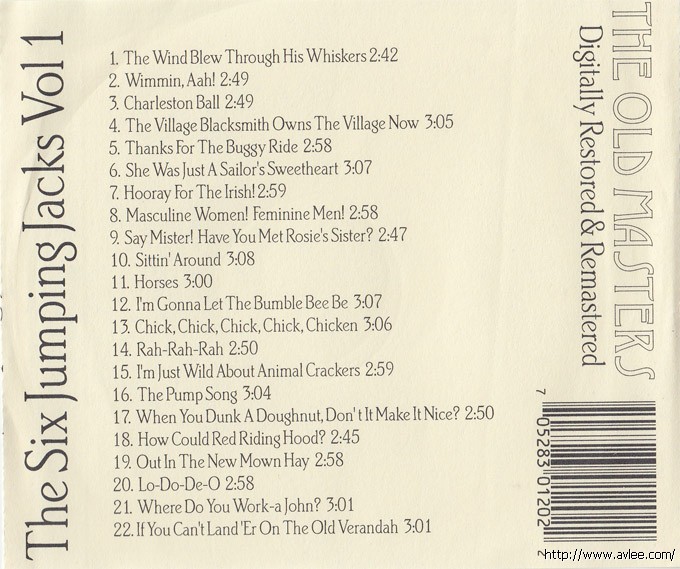 The Six Jumping Jacks Vol 1
1. The Wind Blew Through His Whiskers 2:42
2. Wimmin, Aah! 2:49
3. Charleston Ball 2:49
4. The Village Blacksmith Owns The Village Now 3:05
5. Thanks For The Buggy Ride 2:58
6. She Was Just A Sailor's Sweetheart 3:07
7. Hooray For The Irish! 2:59
8. Masculine Women! Feminine Men! 2:58
9. Say Mister! Have You Met Rosie's Sister? 2:47
10. Sittin' Around 3:08
11. Horses 3:00
12. I'm Gonna Let The Bumble Bee Be 3:07
13. Chick, Chick, Chick, Chick, Chicken 3:06
14. Rah-Rah-Rah 2:50
15. I'm Just Wild About Animal Crackers 2:59
16. The Pump Song 3:04
17. When You Dunk A Doughnut, Don't It Make It Nice? 2:50
18. How Could Red Riding Hood? 2:45
19. Out In The New Mown Hay 2:58
20. Lo-Do-De-O 2:58
21. Where Do You Work-a John? 3:01
22. If You Can't Land 'Er On The Old Verandah 3:01
THE OLD MASTERS
Digitally Restored & Remastered
7 05283 01202 2
http://www.avlee.com/